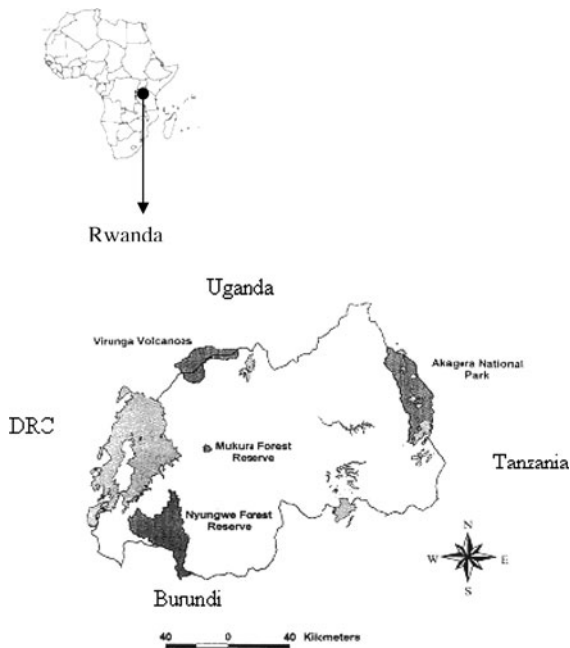 Rwanda
Uganda
Virunga Volcanoes
Akagera National
Park
DRC
Mukura Forest
Reserve
Tanzania
Nyungwe Forest
Reserve
N
W E
S
Burundi
40 0 40 Kilometers